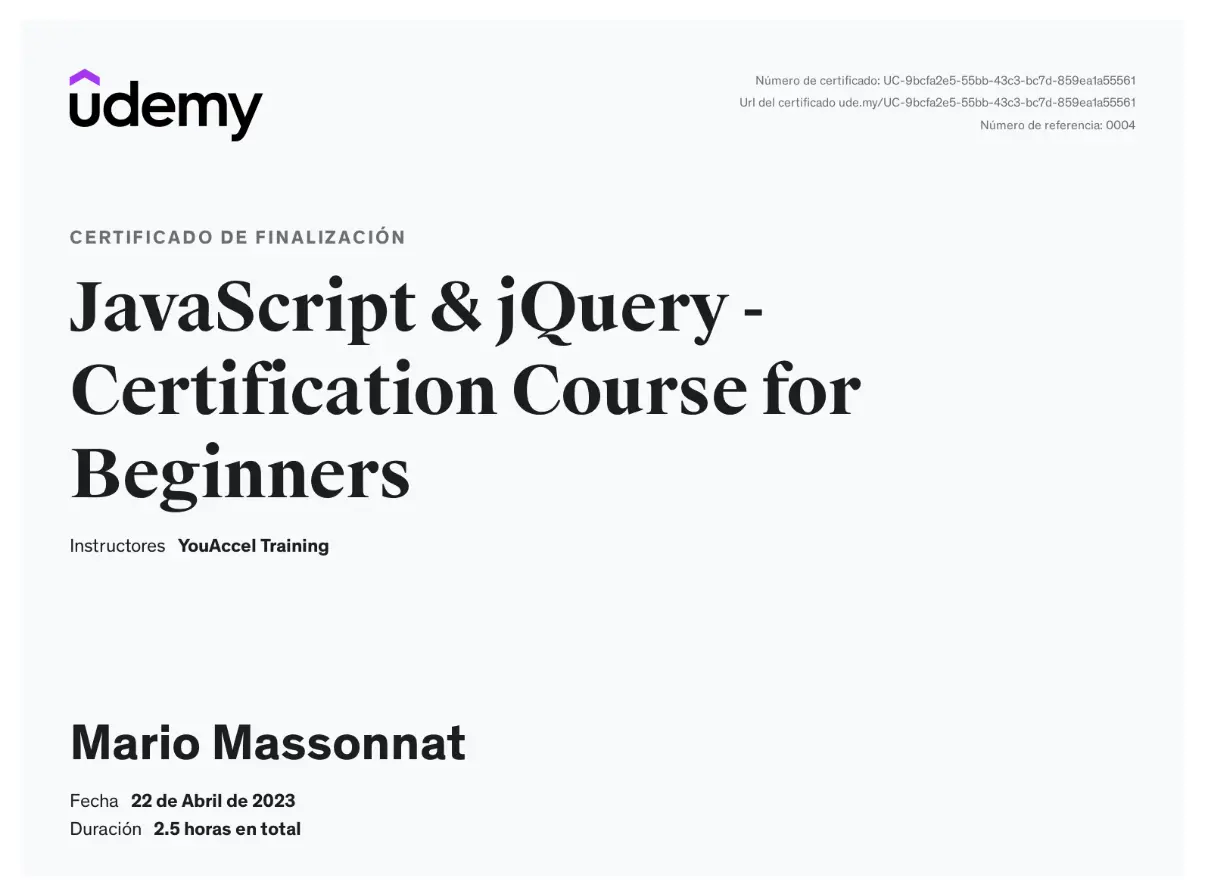 udemy
Número de certificado: UC-9bcfa2e5-55bb-43c3-bc7d-859ea1a55561
Url del certificado ude.my/UC-9bcfa2e5-55bb-43c3-bc7d-859ea1a55561
Número de referencia: 0004
CERTIFICADO DE FINALIZACIÓN
JavaScript & jQuery -
Certification Course for
Beginners
Instructores YouAccel Training
Mario Massonnat
Fecha 22 de Abril de 2023
Duración 2.5 horas en total